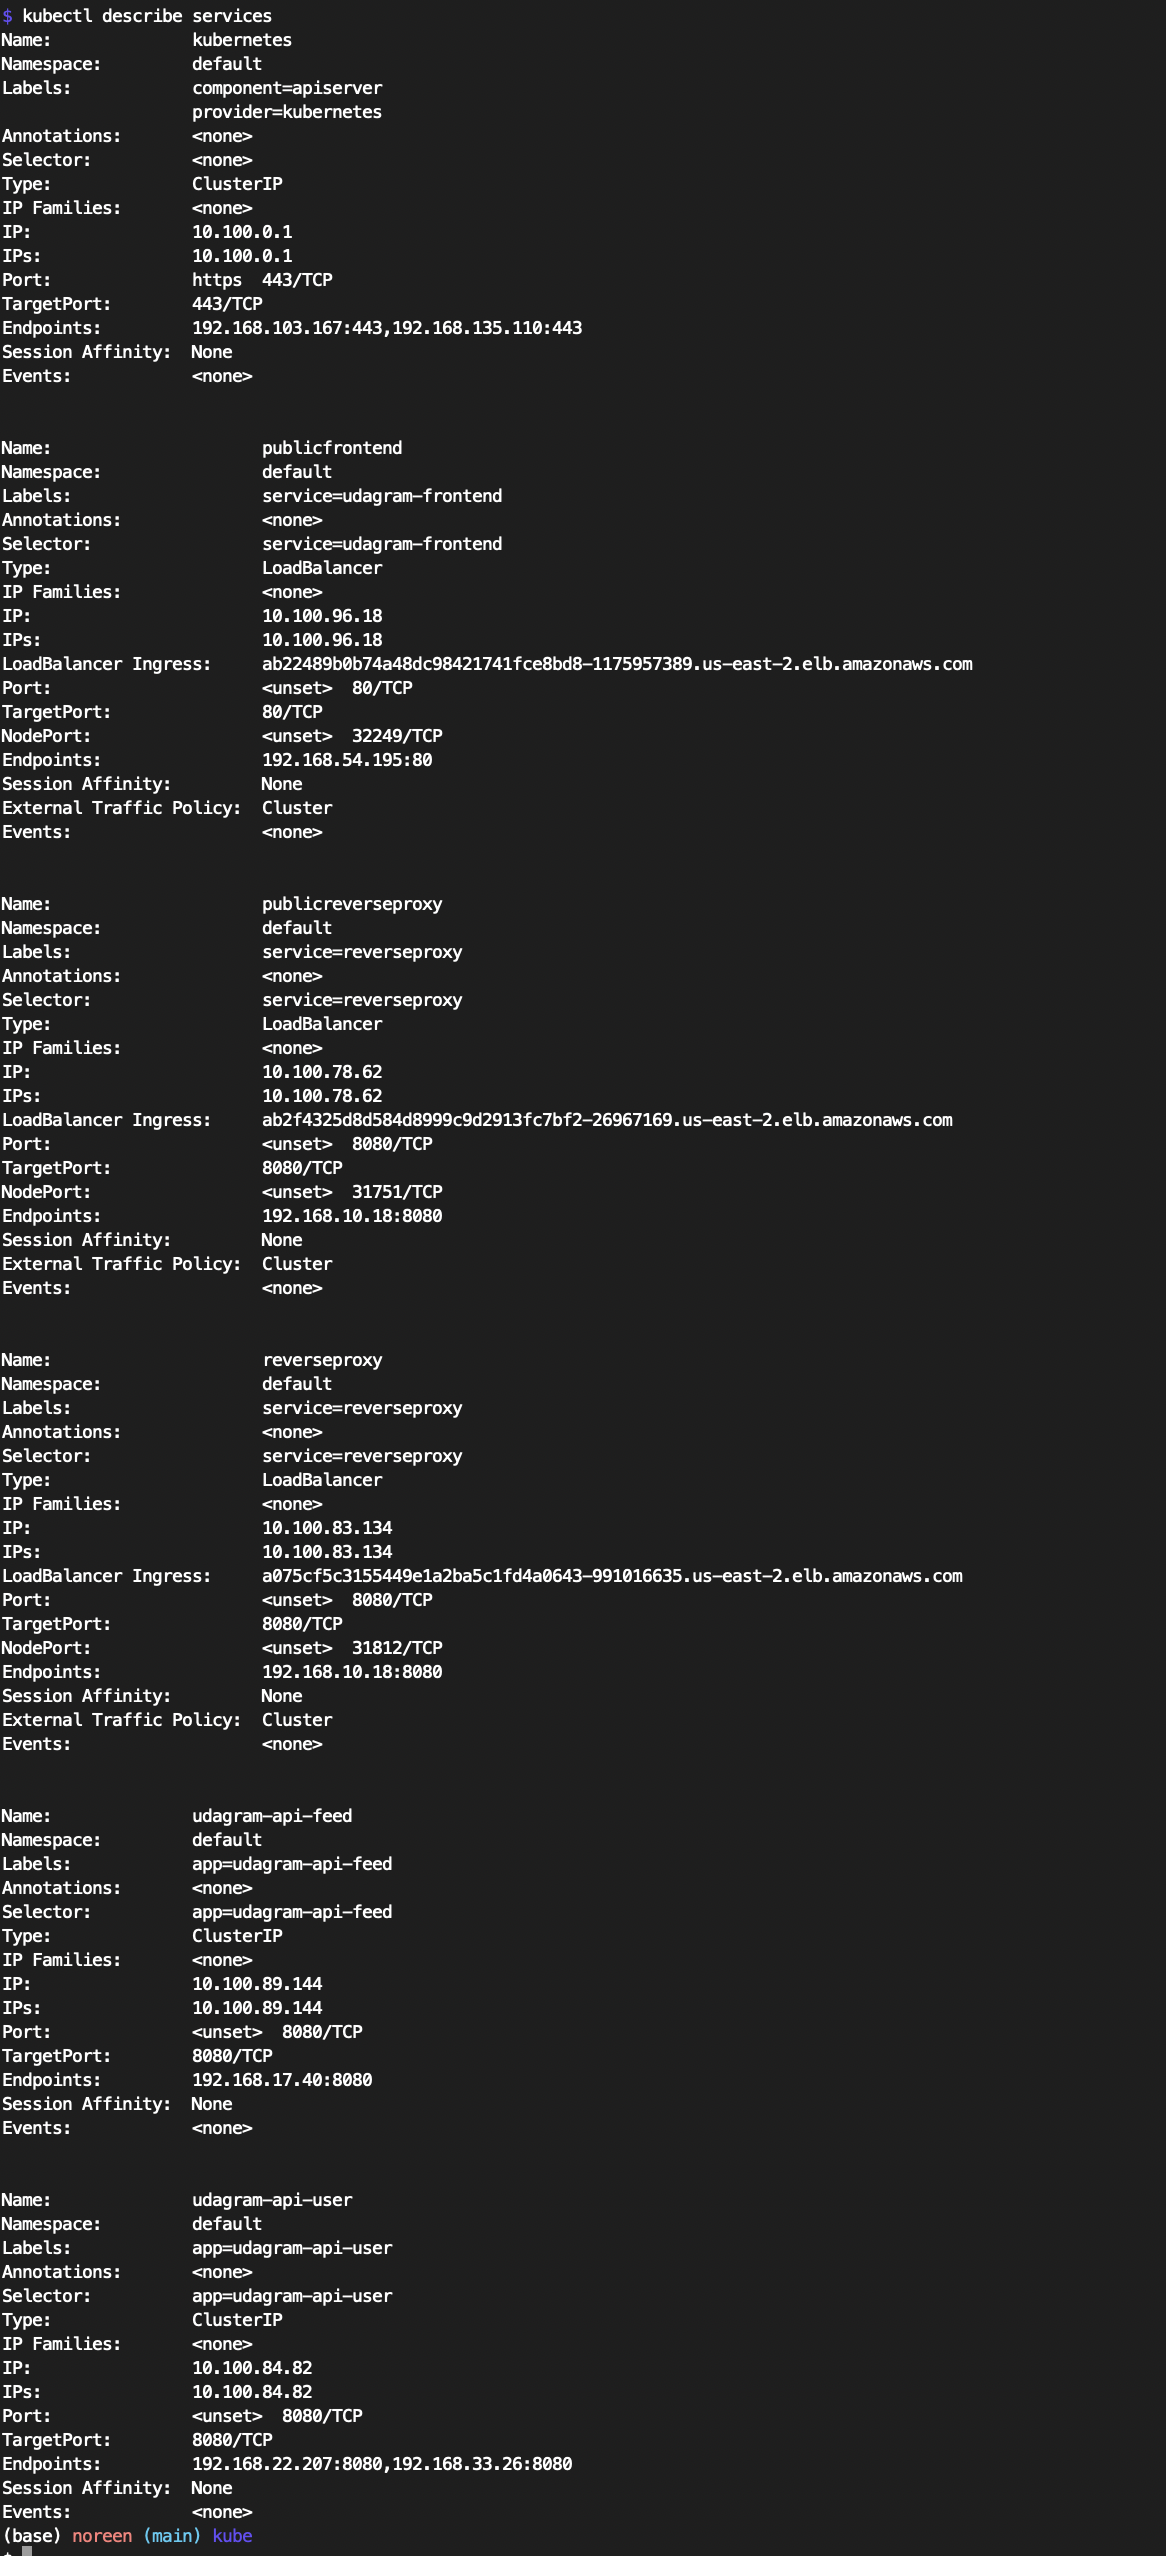 $ kubectl describe services
Name:              kubernetes
Namespace:         default
Labels:            component=apiserver
                   provider=kubernetes
Annotations:       <none>
Selector:          <none>
Type:              ClusterIP
IP Families:       <none>
IP:                10.100.0.1
IPs:               10.100.0.1
Port:              https  443/TCP
TargetPort:        443/TCP
Endpoints:         192.168.103.167:443,192.168.135.110:443
Session Affinity:  None
Events:            <none>

Name:                     publicfrontend
Namespace:                default
Labels:                   service=udagram-frontend
Annotations:              <none>
Selector:                 service=udagram-frontend
Type:                     LoadBalancer
IP Families:              <none>
IP:                       10.100.96.18
IPs:                      10.100.96.18
LoadBalancer Ingress:     ab22489b0b74a48dc98421741fce8bd8-1175957389.us-east-2.elb.amazonaws.com
Port:                     <unset>  80/TCP
TargetPort:               80/TCP
NodePort:                 <unset>  32249/TCP
Endpoints:                192.168.54.195:80
Session Affinity:         None
External Traffic Policy:  Cluster
Events:                   <none>

Name:                     publicreverseproxy
Namespace:                default
Labels:                   service=reverseproxy
Annotations:              <none>
Selector:                 service=reverseproxy
Type:                     LoadBalancer
IP Families:              <none>
IP:                       10.100.78.62
IPs:                      10.100.78.62
LoadBalancer Ingress:     ab2f4325d8d584d8999c9d2913fc7bf2-26967169.us-east-2.elb.amazonaws.com
Port:                     <unset>  8080/TCP
TargetPort:               8080/TCP
NodePort:                 <unset>  31751/TCP
Endpoints:                192.168.10.18:8080
Session Affinity:         None
External Traffic Policy:  Cluster
Events:                   <none>

Name:                     reverseproxy
Namespace:                default
Labels:                   service=reverseproxy
Annotations:              <none>
Selector:                 service=reverseproxy
Type:                     LoadBalancer
IP Families:              <none>
IP:                       10.100.83.134
IPs:                      10.100.83.134
LoadBalancer Ingress:     a075cf5c3155449e1a2ba5c1fd4a0643-991016635.us-east-2.elb.amazonaws.com
Port:                     <unset>  8080/TCP
TargetPort:               8080/TCP
NodePort:                 <unset>  31812/TCP
Endpoints:                192.168.10.18:8080
Session Affinity:         None
External Traffic Policy:  Cluster
Events:                   <none>

Name:              udagram-api-feed
Namespace:         default
Labels:            app=udagram-api-feed
Annotations:       <none>
Selector:          app=udagram-api-feed
Type:              ClusterIP
IP Families:       <none>
IP:                10.100.89.144
IPs:               10.100.89.144
Port:              <unset>  8080/TCP
TargetPort:        8080/TCP
Endpoints:         192.168.17.40:8080
Session Affinity:  None
Events:            <none>

Name:              udagram-api-user
Namespace:         default
Labels:            app=udagram-api-user
Annotations:       <none>
Selector:          app=udagram-api-user
Type:              ClusterIP
IP Families:       <none>
IP:                10.100.84.82
IPs:               10.100.84.82
Port:              <unset>  8080/TCP
TargetPort:        8080/TCP
Endpoints:         192.168.22.207:8080,192.168.33.26:8080
Session Affinity:  None
Events:            <none>
(base) noreen (main) kube